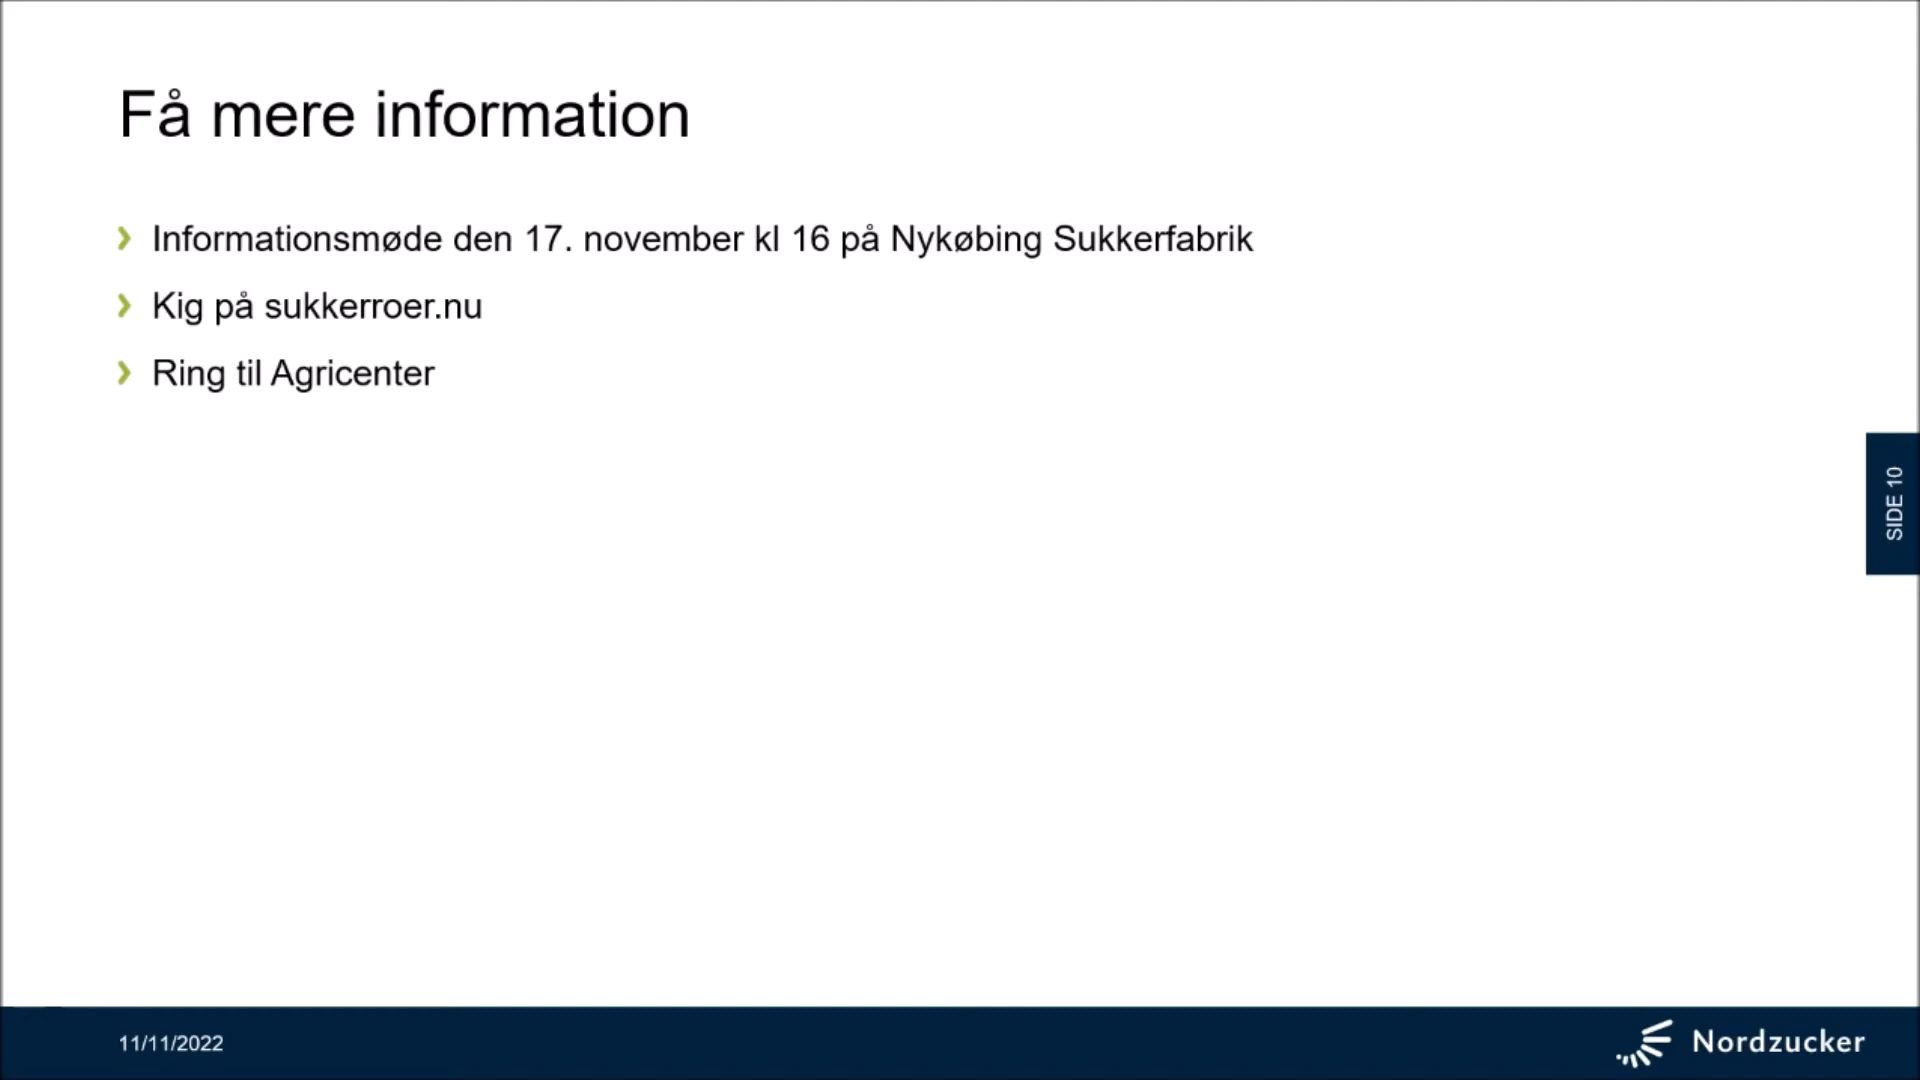 Få mere information
Informationsmøde den 17. november kl 16 på Nykøbing Sukkerfabrik
Kig på sukkerroer.nu
Ring til Agricenter
SIDE 10
11/11/2022
Nordzucker